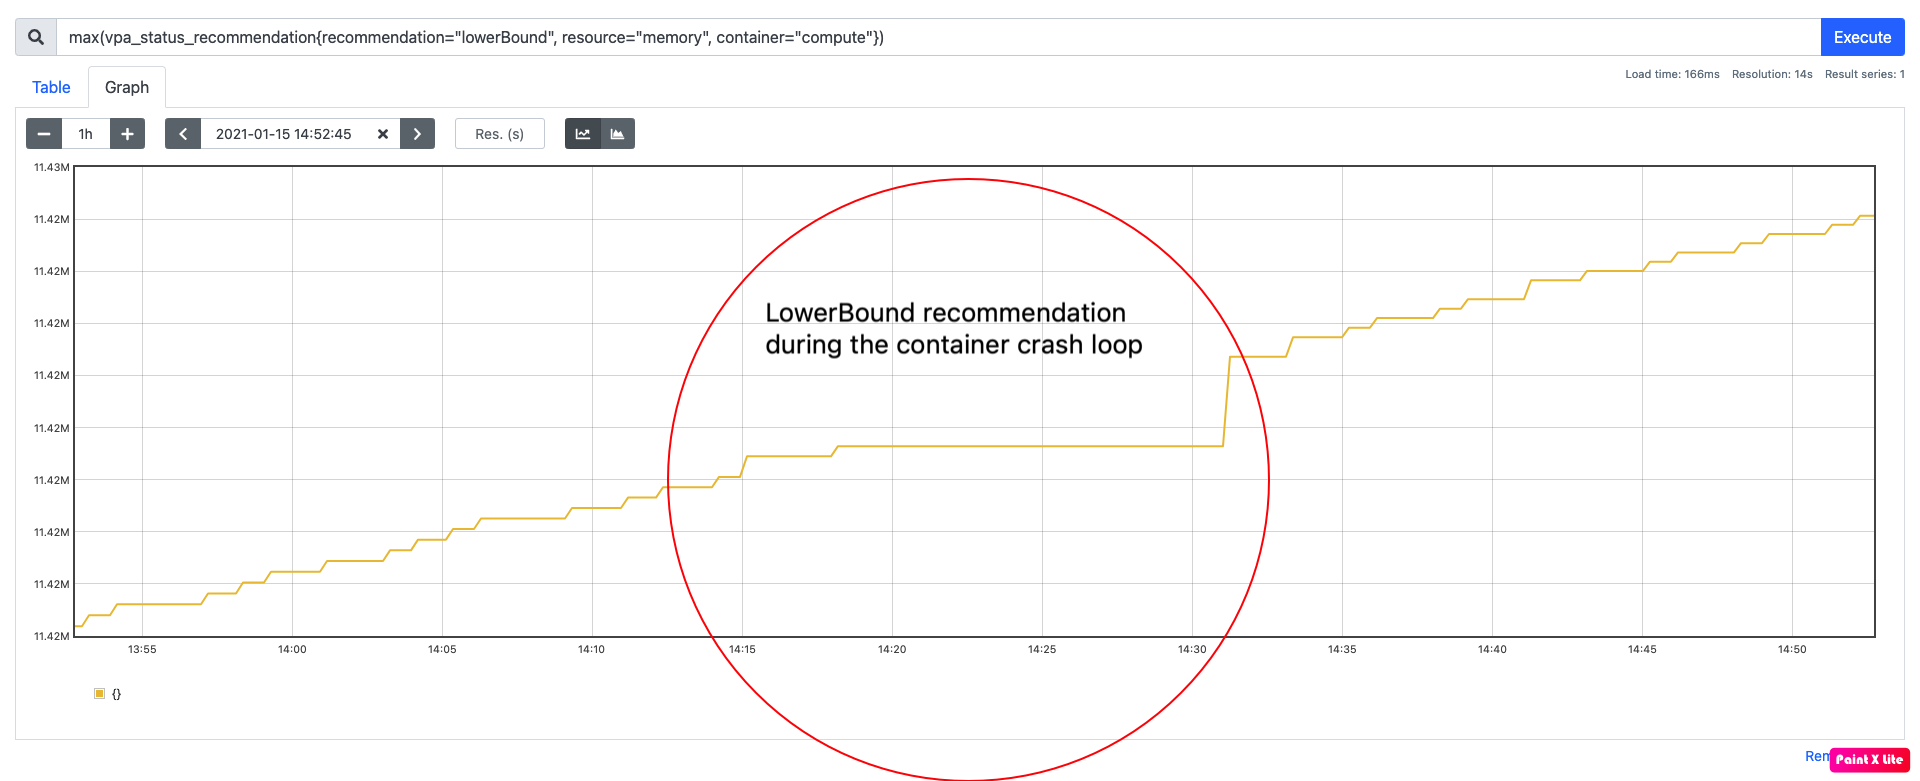 max(vpa_status_recommendation{recommendation="lowerBound", resource="memory", container="compute"})
Execute
Table
Graph
Load time: 166ms Resolution: 14s Result series: 1
1h
2021-01-15 14:52:45
Res. (s)
11.43M
11.42M
11.42M
11.42M
11.42M
11.42M
11.42M
11.42M
11.42M
11.42M
LowerBound recommendation
during the container crash loop
13:55 14:00 14:05 14:10 14:15 14:20 14:25 14:30 14:35 14:40 14:45 14:50
{}
Paint X Lite